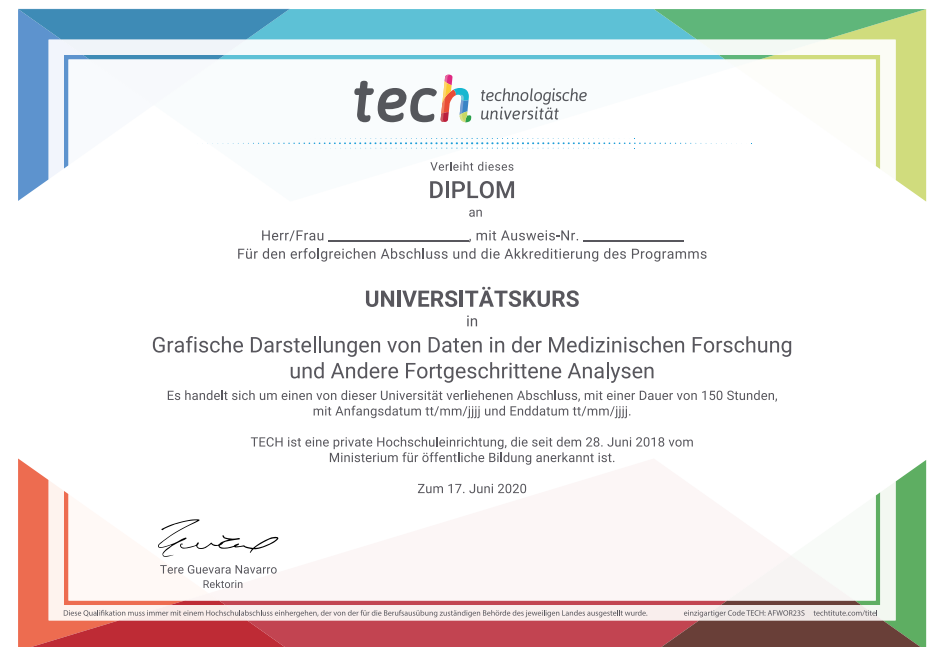 tech technologische
universität
Verleiht dieses
DIPLOM
an
Herr/Frau ____________________, mit Ausweis-Nr. ______________
Für den erfolgreichen Abschluss und die Akkreditierung des Programms
UNIVERSITÄTSKURS
in
Grafische Darstellungen von Daten in der Medizinischen Forschung
und Andere Fortgeschrittene Analysen
Es handelt sich um einen von dieser Universität verliehenen Abschluss, mit einer Dauer von 150 Stunden,
mit Anfangsdatum tt/mm/jjjj und Enddatum tt/mm/jjjj.
TECH ist eine private Hochschuleinrichtung, die seit dem 28. Juni 2018 vom
Ministerium für öffentliche Bildung anerkannt ist.
Zum 17. Juni 2020
Tere Guevara Navarro
Rektorin
Diese Qualifikation muss immer mit einem Hochschulabschluss einhergehen, der von der für die Berufsausübung zuständigen Behörde des jeweiligen Landes ausgestellt wurde. einzigartiger Code TECH: AFWOR23S techtitute.com/titel